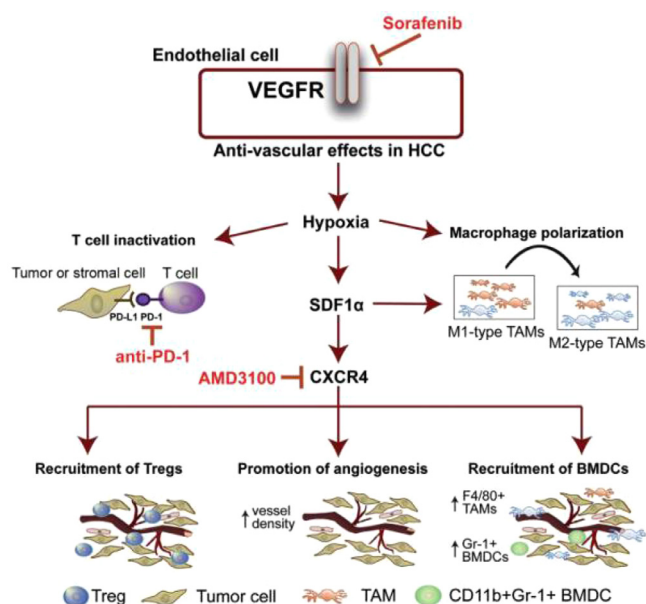 Sorafenib
Endothelial cell
VEGFR
Anti-vascular effects in HCC
Hypoxia
T cell inactivation
Macrophage polarization
Tumor or stromal cell
T cell
PD-L1 PD-1
SDF1α
M1-type TAMs
M2-type TAMs
anti-PD-1
AMD3100
CXCR4
Recruitment of Tregs
Promotion of angiogenesis
Recruitment of BMDCs
↑ vessel
density
↑ F4/80+
TAMs
↑ Gr-1+
BMDCs
Treg
Tumor cell
TAM
CD11b+Gr-1+ BMDC